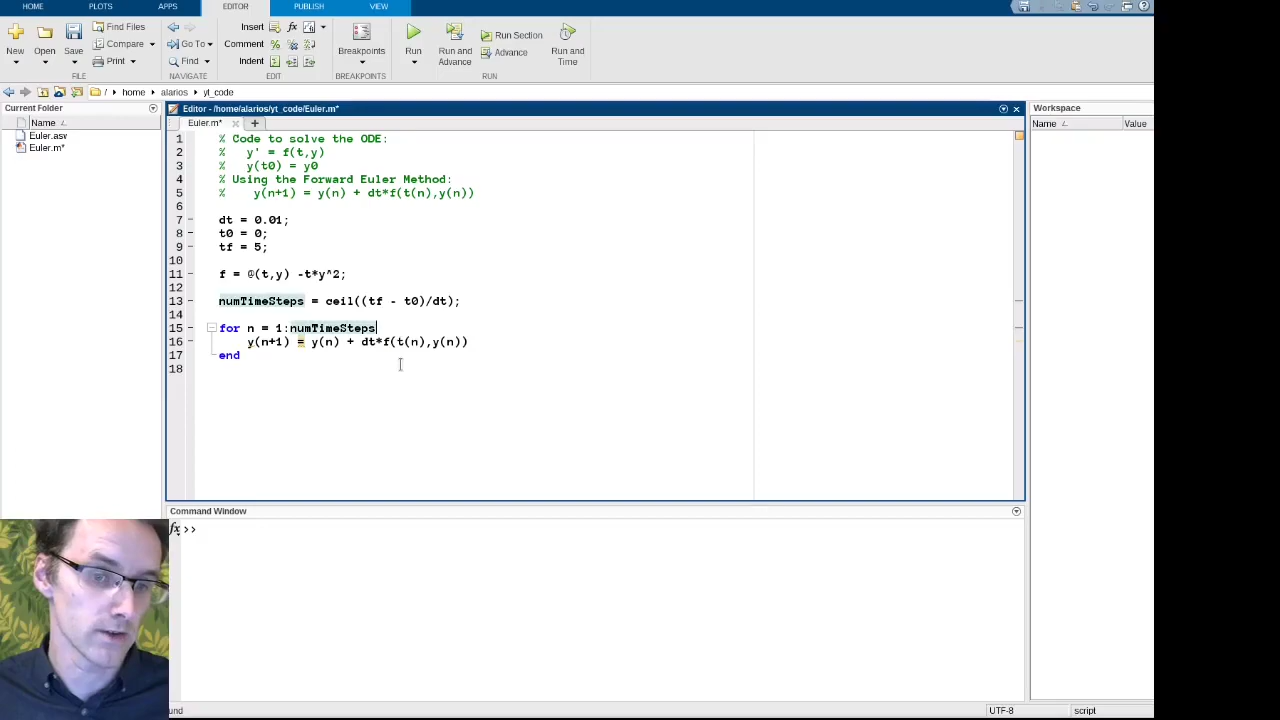 HOME PLOTS APPS EDITOR PUBLISH VIEW
New Open Save Find Files Compare Print
Go To Find
Insert fx
Comment % %
Indent
Breakpoints
Run Run and Advance Run Section Advance Run and Time
FILE NAVIGATE EDIT BREAKPOINTS RUN
/ home alarios yt_code
Current Folder
Name
Euler.asv
Euler.m*
Editor - /home/alarios/yt_code/Euler.m*
Euler.m* +
1 % Code to solve the ODE:
2 %   y' = f(t,y)
3 %   y(t0) = y0
4 % Using the Forward Euler Method:
5 %    y(n+1) = y(n) + dt*f(t(n),y(n))
6
7 dt = 0.01;
8 t0 = 0;
9 tf = 5;
10
11 f = @(t,y) -t*y^2;
12
13 numTimeSteps = ceil((tf - t0)/dt);
14
15 for n = 1:numTimeSteps
16     y(n+1) = y(n) + dt*f(t(n),y(n))
17 end
18
Command Window
fx >>
Workspace
Name Value
und UTF-8 script